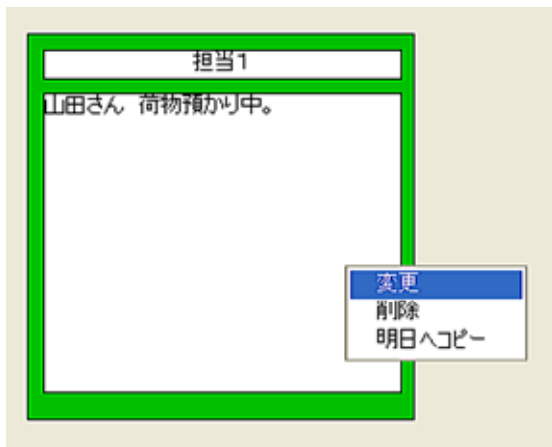 担当1
山田さん 荷物預かり中。
変更
削除
明日へコピー